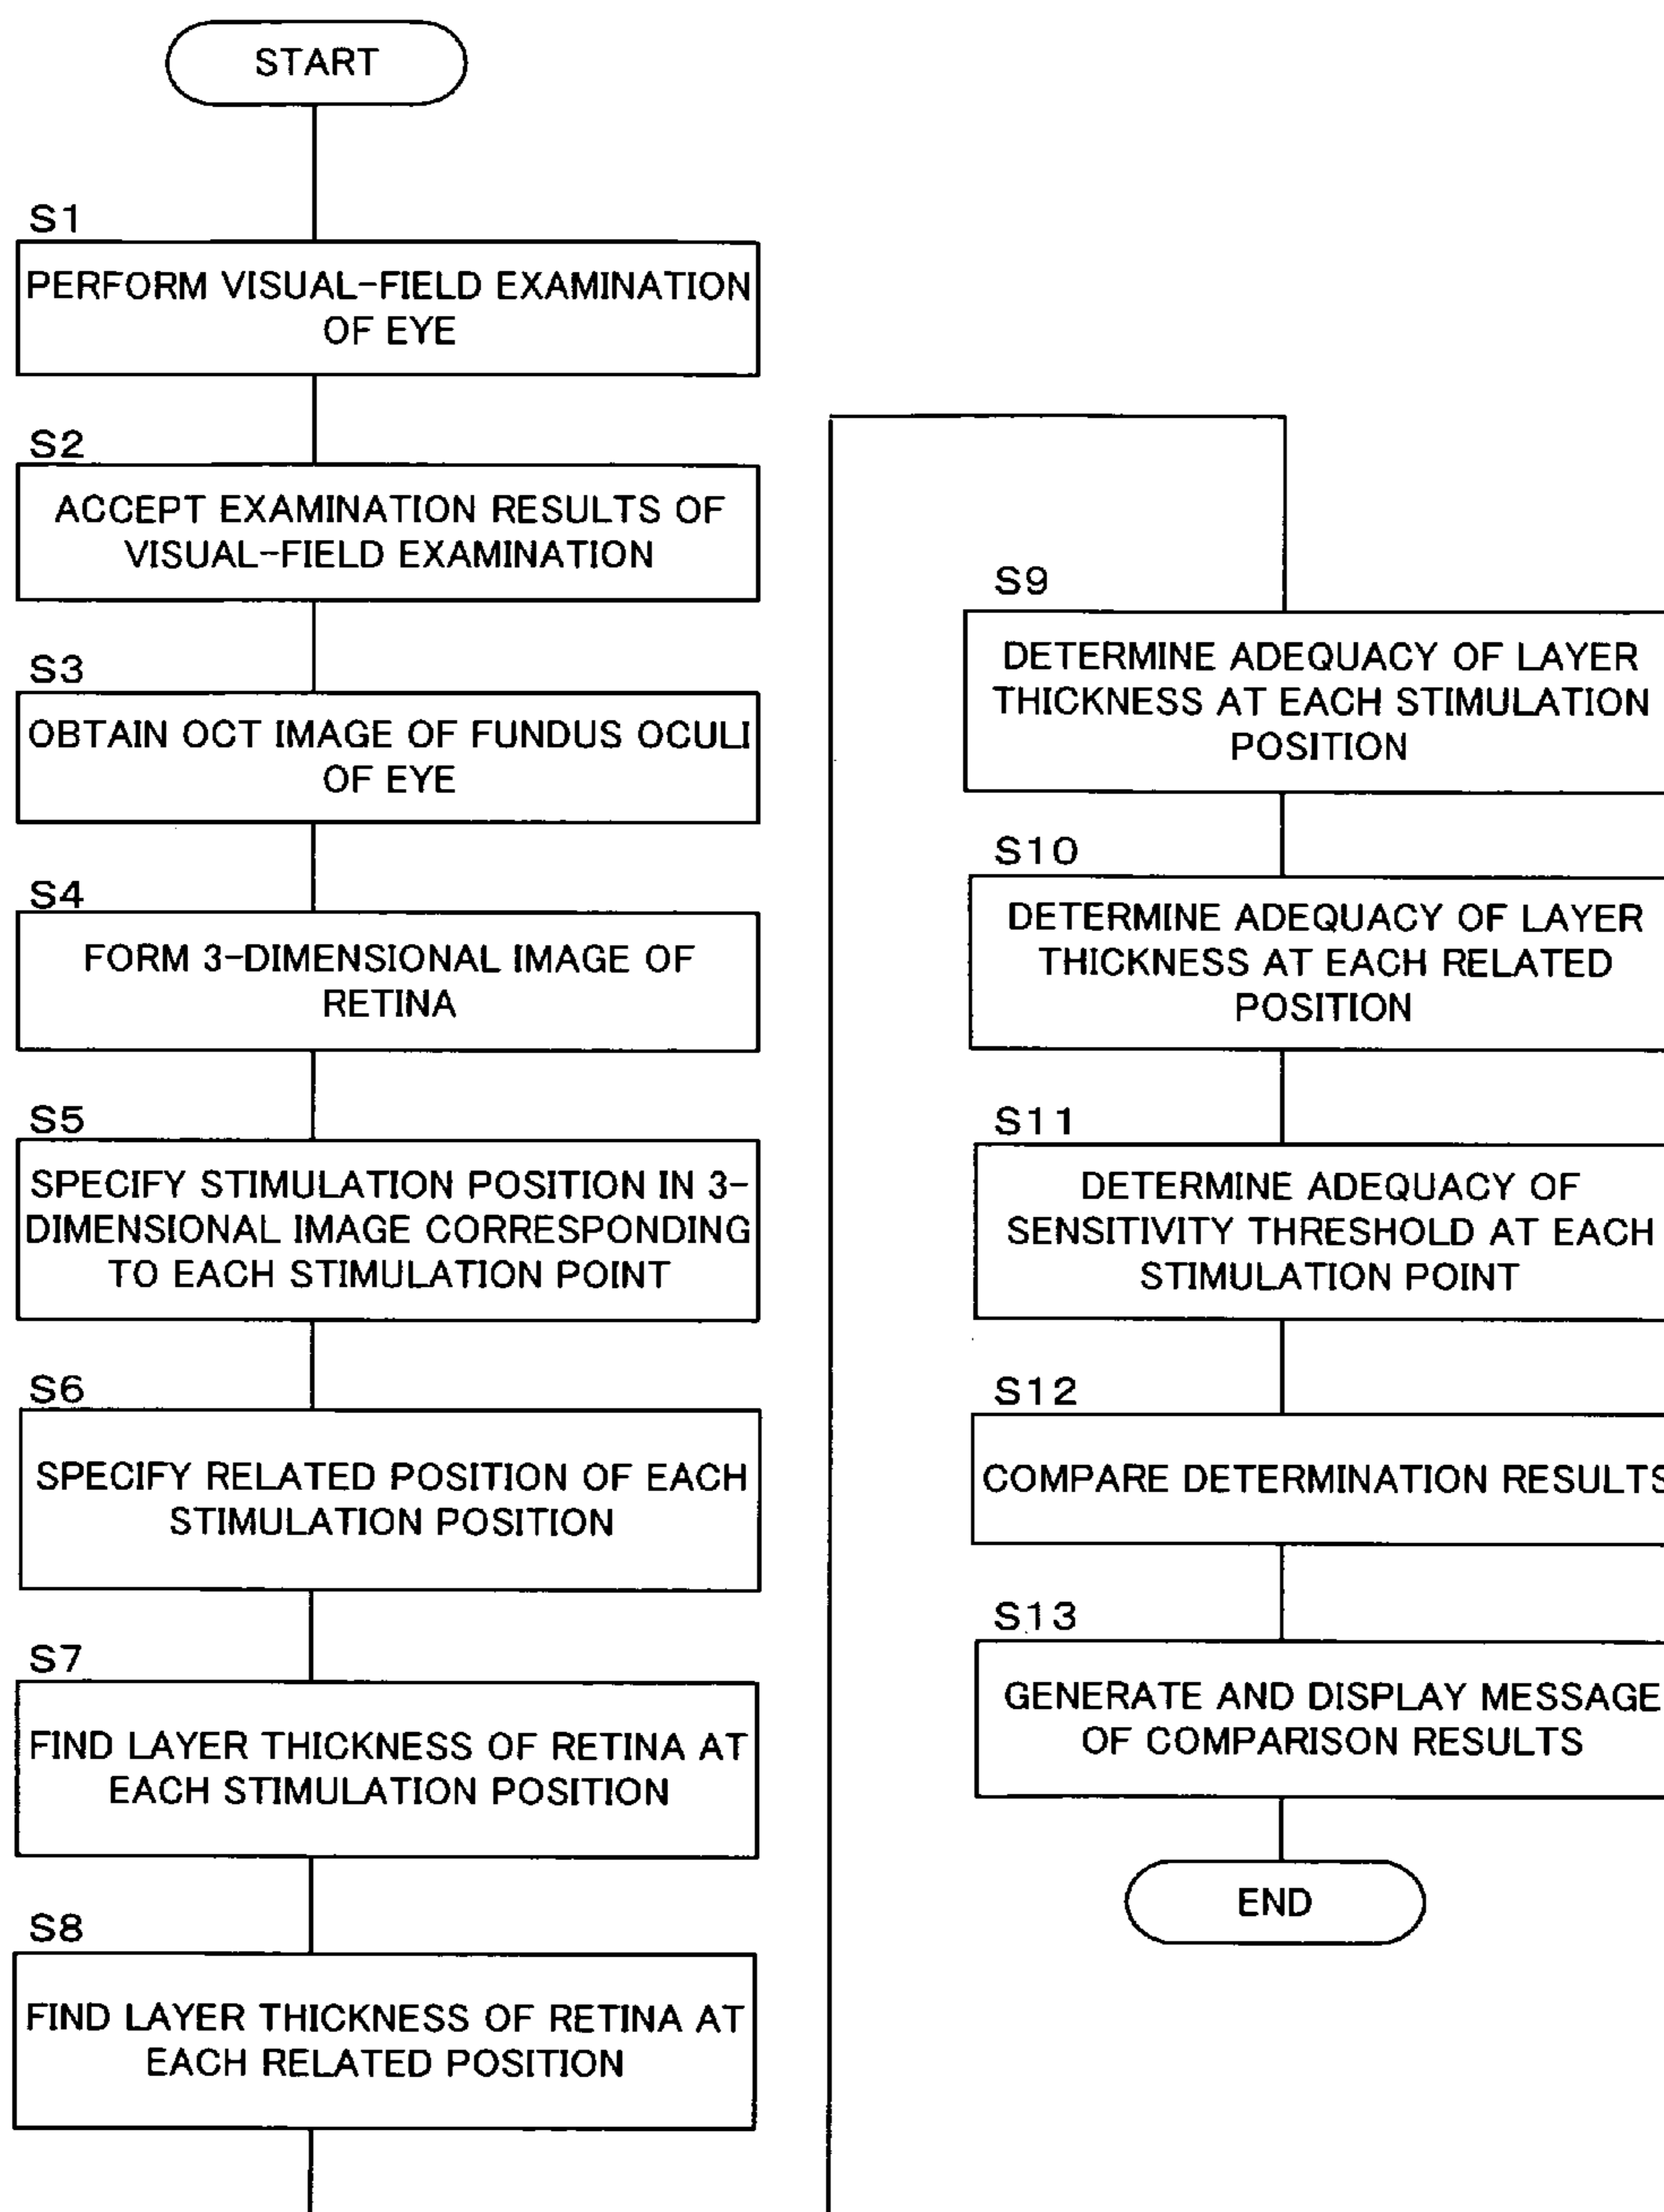 START
S1
PERFORM VISUAL-FIELD EXAMINATION
OF EYE
S2
ACCEPT EXAMINATION RESULTS OF
VISUAL-FIELD EXAMINATION
S3
OBTAIN OCT IMAGE OF FUNDUS OCULI
OF EYE
S4
FORM 3-DIMENSIONAL IMAGE OF
RETINA
S5
SPECIFY STIMULATION POSITION IN 3-
DIMENSIONAL IMAGE CORRESPONDING
TO EACH STIMULATION POINT
S6
SPECIFY RELATED POSITION OF EACH
STIMULATION POSITION
S7
FIND LAYER THICKNESS OF RETINA AT
EACH STIMULATION POSITION
S8
FIND LAYER THICKNESS OF RETINA AT
EACH RELATED POSITION
S9
DETERMINE ADEQUACY OF LAYER
THICKNESS AT EACH STIMULATION
POSITION
S10
DETERMINE ADEQUACY OF LAYER
THICKNESS AT EACH RELATED
POSITION
S11
DETERMINE ADEQUACY OF
SENSITIVITY THRESHOLD AT EACH
STIMULATION POINT
S12
COMPARE DETERMINATION RESULTS
S13
GENERATE AND DISPLAY MESSAGE
OF COMPARISON RESULTS
END